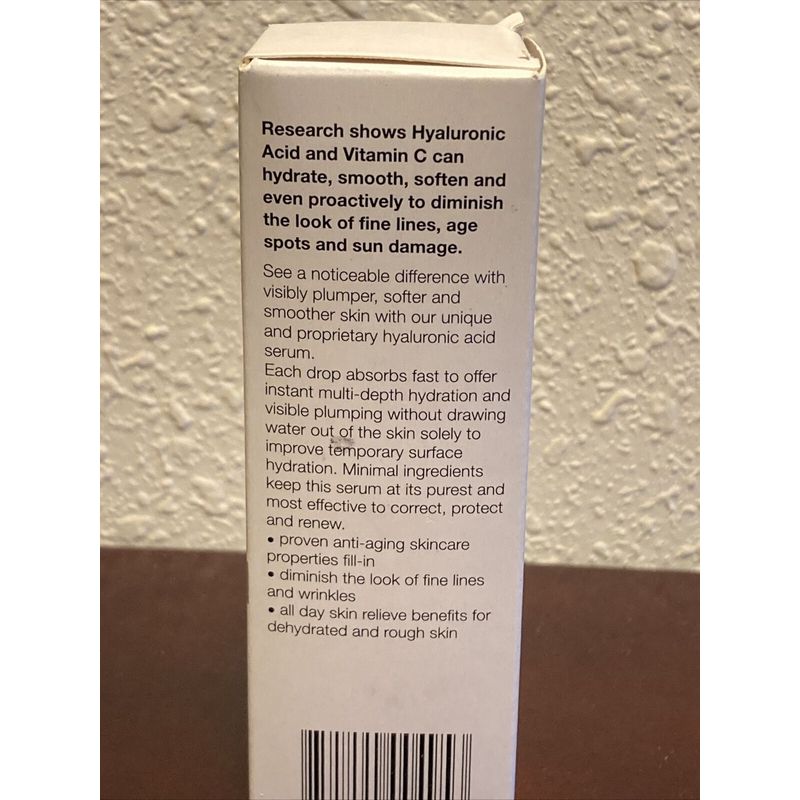 Research shows Hyaluronic
Acid and Vitamin C can
hydrate, smooth, soften and
even proactively to diminish
the look of fine lines, age
spots and sun damage.
See a noticeable difference with
visibly plumper, softer and
smoother skin with our unique
and proprietary hyaluronic acid
serum.
Each drop absorbs fast to offer
instant multi-depth hydration and
visible plumping without drawing
water out of the skin solely to
improve temporary surface
hydration. Minimal ingredients
keep this serum at its purest and
most effective to correct, protect
and renew.
• proven anti-aging skincare
properties fill-in
• diminish the look of fine lines
and wrinkles
• all day skin relieve benefits for
dehydrated and rough skin